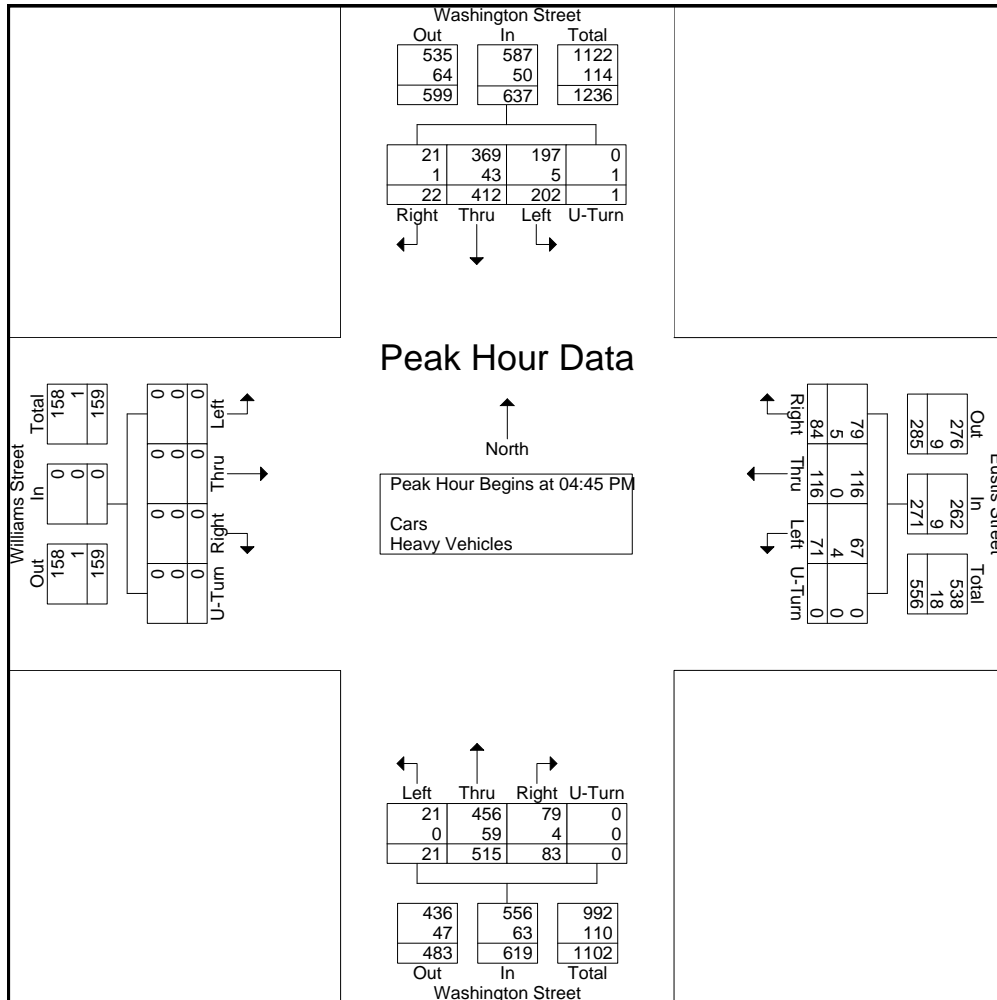 Washington Street
Out In Total
535 587 1122
64 50 114
599 637 1236
21 369 197 0
1 43 5 1
22 412 202 1
Right Thru Left U-Turn
Peak Hour Data
North
Peak Hour Begins at 04:45 PM
Cars
Heavy Vehicles
Williams Street
Out In Total
159 0 159
1 0 1
158 0 158
Left Thru Right U-Turn
0 0 0 0
0 0 0 0
0 0 0 0
Eustis Street
Out In Total
276 262 538
9 9 18
285 271 556
79 116 67 0
5 0 4 0
84 116 71 0
Right Thru Left U-Turn
Left Thru Right U-Turn
21 456 79 0
0 59 4 0
21 515 83 0
436 556 992
47 63 110
483 619 1102
Out In Total
Washington Street